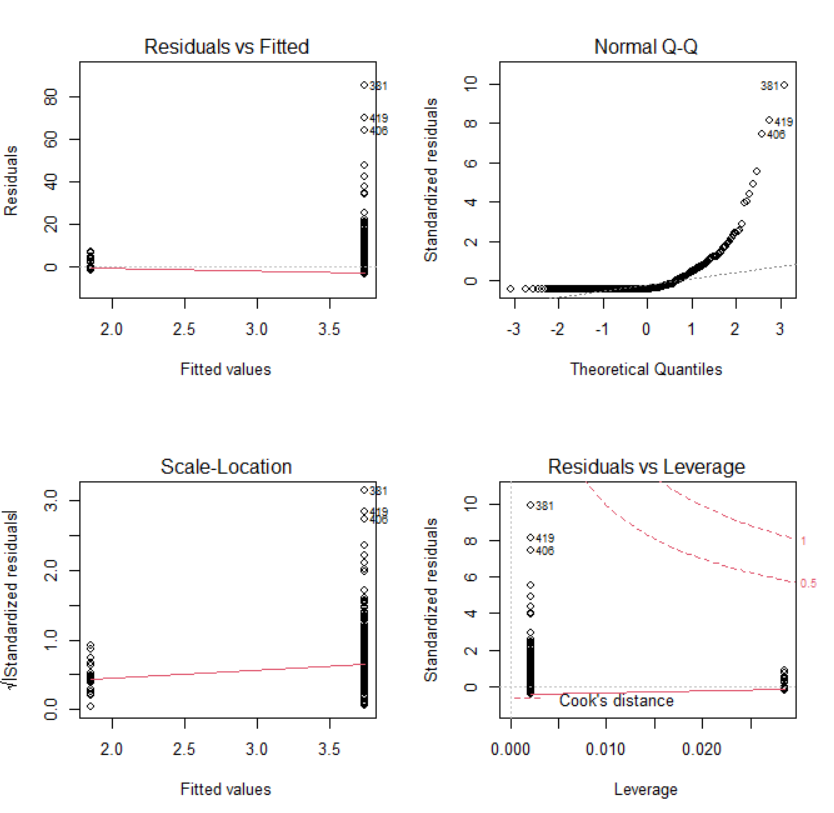 Residuals vs Fitted
Residuals
0 20 40 60 80
381
419
406
2.0 2.5 3.0 3.5
Fitted values
Normal Q-Q
Standardized residuals
0 2 4 6 8 10
381
419
406
-3 -2 -1 0 1 2 3
Theoretical Quantiles
Scale-Location
√|Standardized residuals|
0.0 1.0 2.0 3.0
381
419
406
2.0 2.5 3.0 3.5
Fitted values
Residuals vs Leverage
Standardized residuals
0 2 4 6 8 10
381
419
406
1
0.5
Cook's distance
0.000 0.010 0.020
Leverage